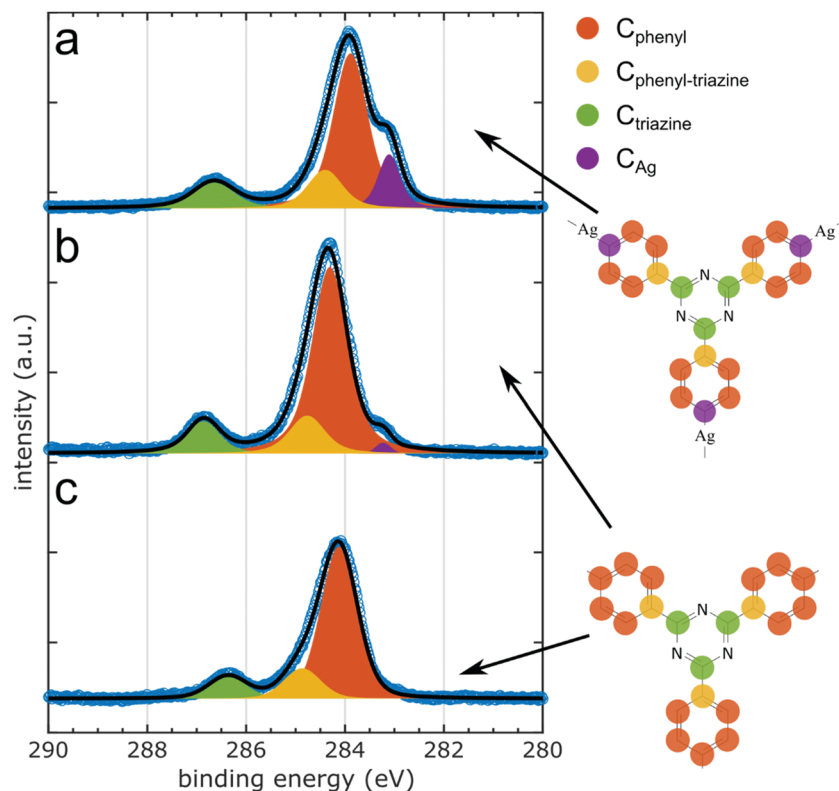 a
b
c
C_phenyl
C_phenyl-triazine
C_triazine
C_Ag
intensity (a.u.)
290 288 286 284 282 280
binding energy (eV)
Ag Ag
N
N N
Ag
N
N N